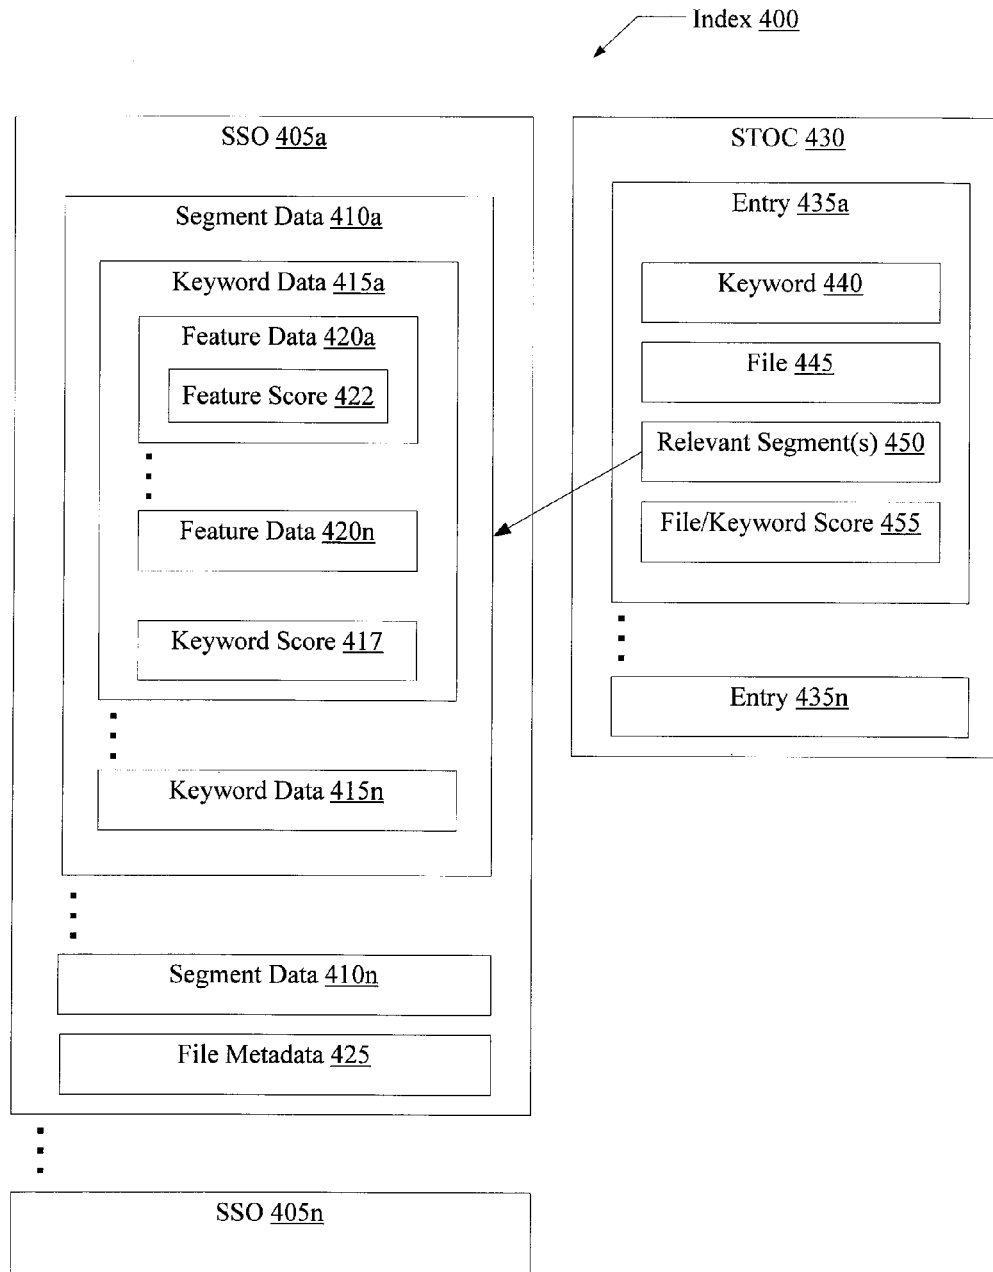 Index 400
SSO 405a
Segment Data 410a
Keyword Data 415a
Feature Data 420a
Feature Score 422
Feature Data 420n
Keyword Score 417
Keyword Data 415n
Segment Data 410n
File Metadata 425
SSO 405n
STOC 430
Entry 435a
Keyword 440
File 445
Relevant Segment(s) 450
File/Keyword Score 455
Entry 435n